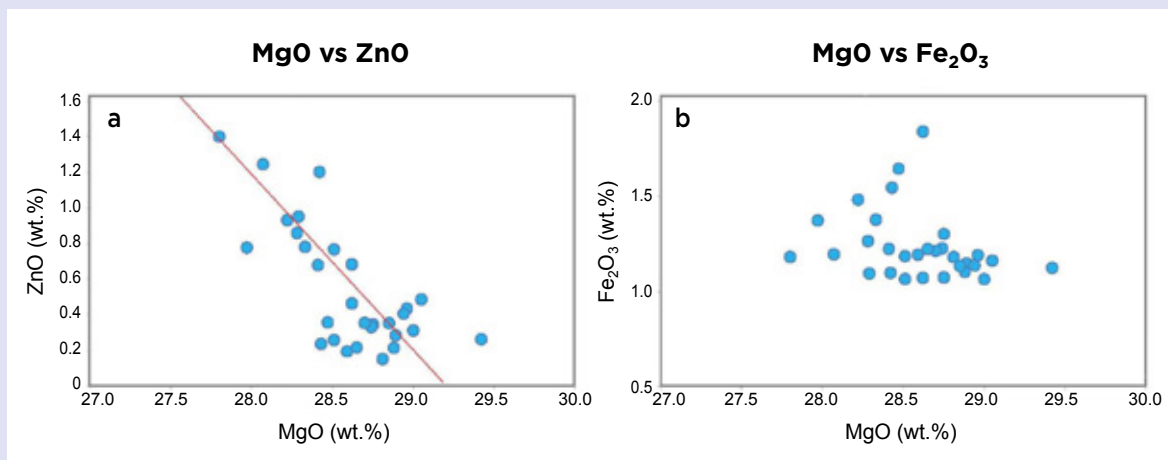 MgO vs ZnO
a
ZnO (wt.%)
1.6
1.4
1.2
1.0
0.8
0.6
0.4
0.2
0
27.0 27.5 28.0 28.5 29.0 29.5 30.0
MgO (wt.%)
MgO vs Fe₂O₃
b
Fe₂O₃ (wt.%)
2.0
1.5
1.0
0.5
27.0 27.5 28.0 28.5 29.0 29.5 30.0
MgO (wt.%)